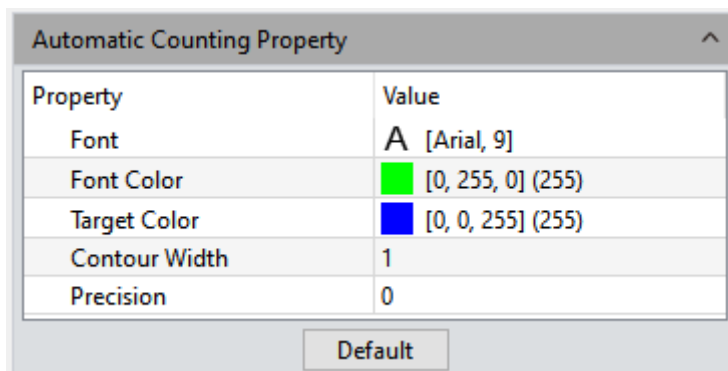 Automatic Counting Property
Property Value
Font A [Arial, 9]
Font Color [0, 255, 0] (255)
Target Color [0, 0, 255] (255)
Contour Width 1
Precision 0
Default